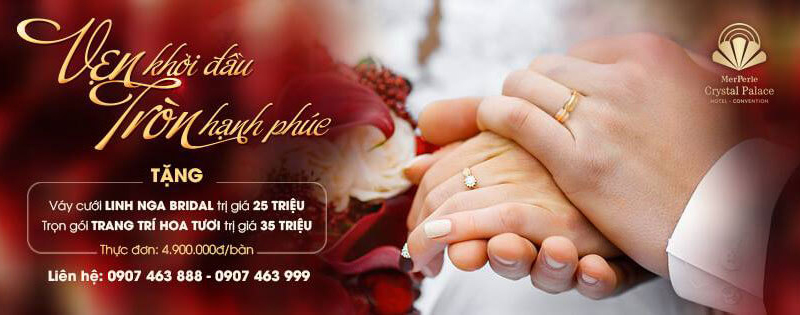 Vẹn khởi đầu
Tròn hạnh phúc
TẶNG
Váy cưới LINH NGA BRIDAL trị giá 25 TRIỆU
Trọn gói TRANG TRÍ HOA TƯƠI trị giá 35 TRIỆU
Thực đơn: 4.900.000đ/bàn
Liên hệ: 0907 463 888 - 0907 463 999
MerPerle
Crystal Palace
HOTEL - CONVENTION